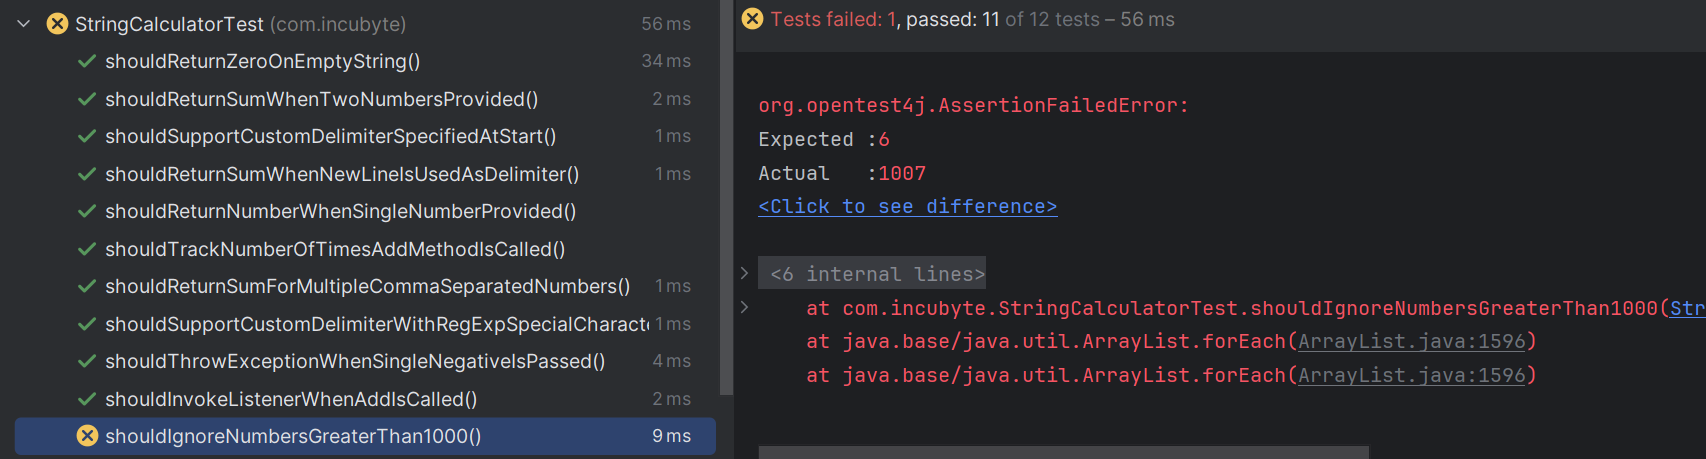 StringCalculatorTest (com.incubyte) 56 ms
shouldReturnZeroOnEmptyString() 34 ms
shouldReturnSumWhenTwoNumbersProvided() 2 ms
shouldSupportCustomDelimiterSpecifiedAtStart() 1 ms
shouldReturnSumWhenNewLineIsUsedAsDelimiter() 1 ms
shouldReturnNumberWhenSingleNumberProvided()
shouldTrackNumberOfTimesAddMethodIsCalled()
shouldReturnSumForMultipleCommaSeparatedNumbers() 1 ms
shouldSupportCustomDelimiterWithRegExpSpecialCharact 1 ms
shouldThrowExceptionWhenSingleNegativeIsPassed() 4 ms
shouldInvokeListenerWhenAddIsCalled() 2 ms
shouldIgnoreNumbersGreaterThan1000() 9 ms
Tests failed: 1, passed: 11 of 12 tests – 56 ms
org.opentest4j.AssertionFailedError:
Expected :6
Actual   :1007
<Click to see difference>
<6 internal lines>
at com.incubyte.StringCalculatorTest.shouldIgnoreNumbersGreaterThan1000(Str
at java.base/java.util.ArrayList.forEach(ArrayList.java:1596)
at java.base/java.util.ArrayList.forEach(ArrayList.java:1596)